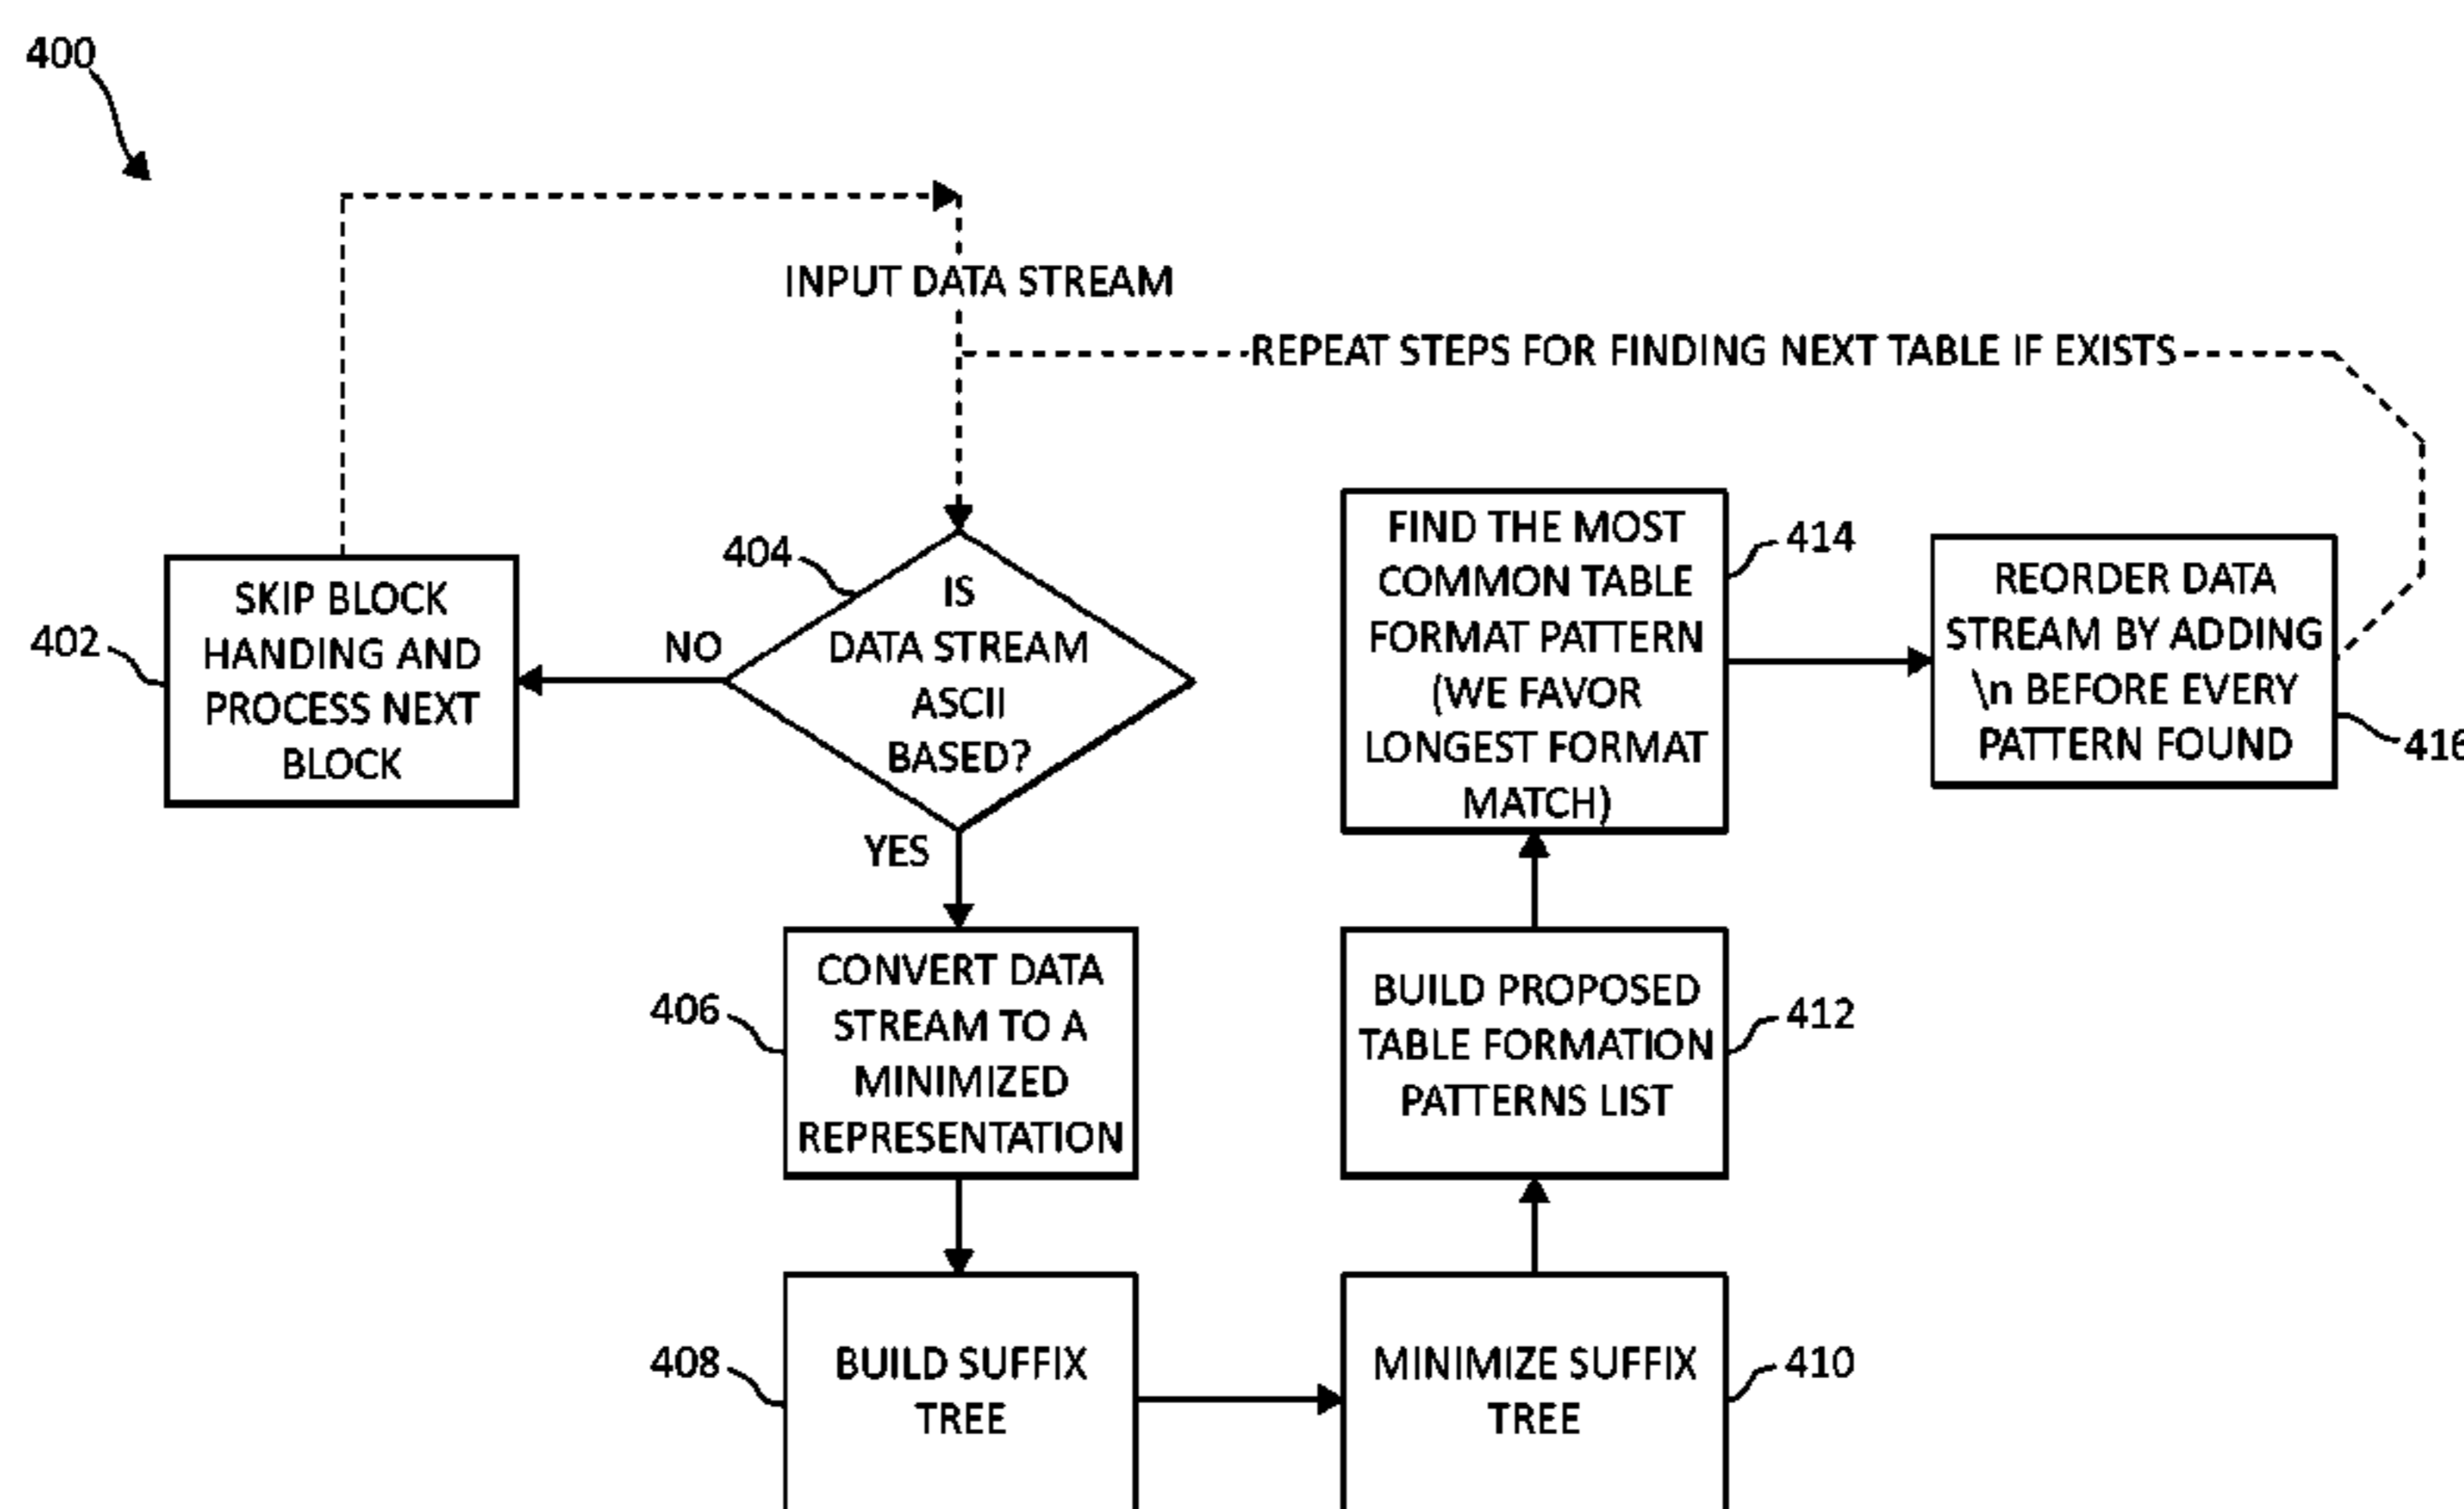 400
INPUT DATA STREAM
REPEAT STEPS FOR FINDING NEXT TABLE IF EXISTS
402
SKIP BLOCK
HANDING AND
PROCESS NEXT
BLOCK
NO
404
IS
DATA STREAM
ASCII
BASED?
YES
406
CONVERT DATA
STREAM TO A
MINIMIZED
REPRESENTATION
408
BUILD SUFFIX
TREE
MINIMIZE SUFFIX
TREE
410
BUILD PROPOSED
TABLE FORMATION
PATTERNS LIST
412
FIND THE MOST
COMMON TABLE
FORMAT PATTERN
(WE FAVOR
LONGEST FORMAT
MATCH)
414
REORDER DATA
STREAM BY ADDING
\n BEFORE EVERY
PATTERN FOUND
416